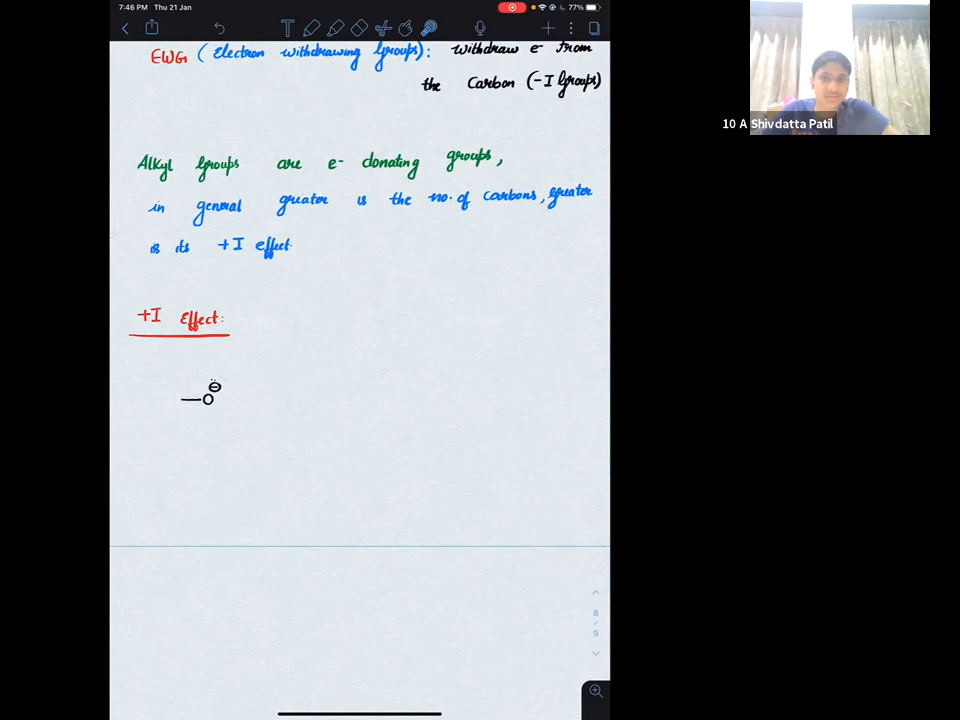 7:46 PM Thu 21 Jan
77%
EWG (Electron withdrawing Groups): withdraw e⁻ from
the Carbon (-I Groups)
10 A Shivdatta Patil
Alkyl Groups are e⁻ donating groups,
in general greater is the no. of carbons, greater
is its +I effect
+I Effect:
—O⊖
8
/
9